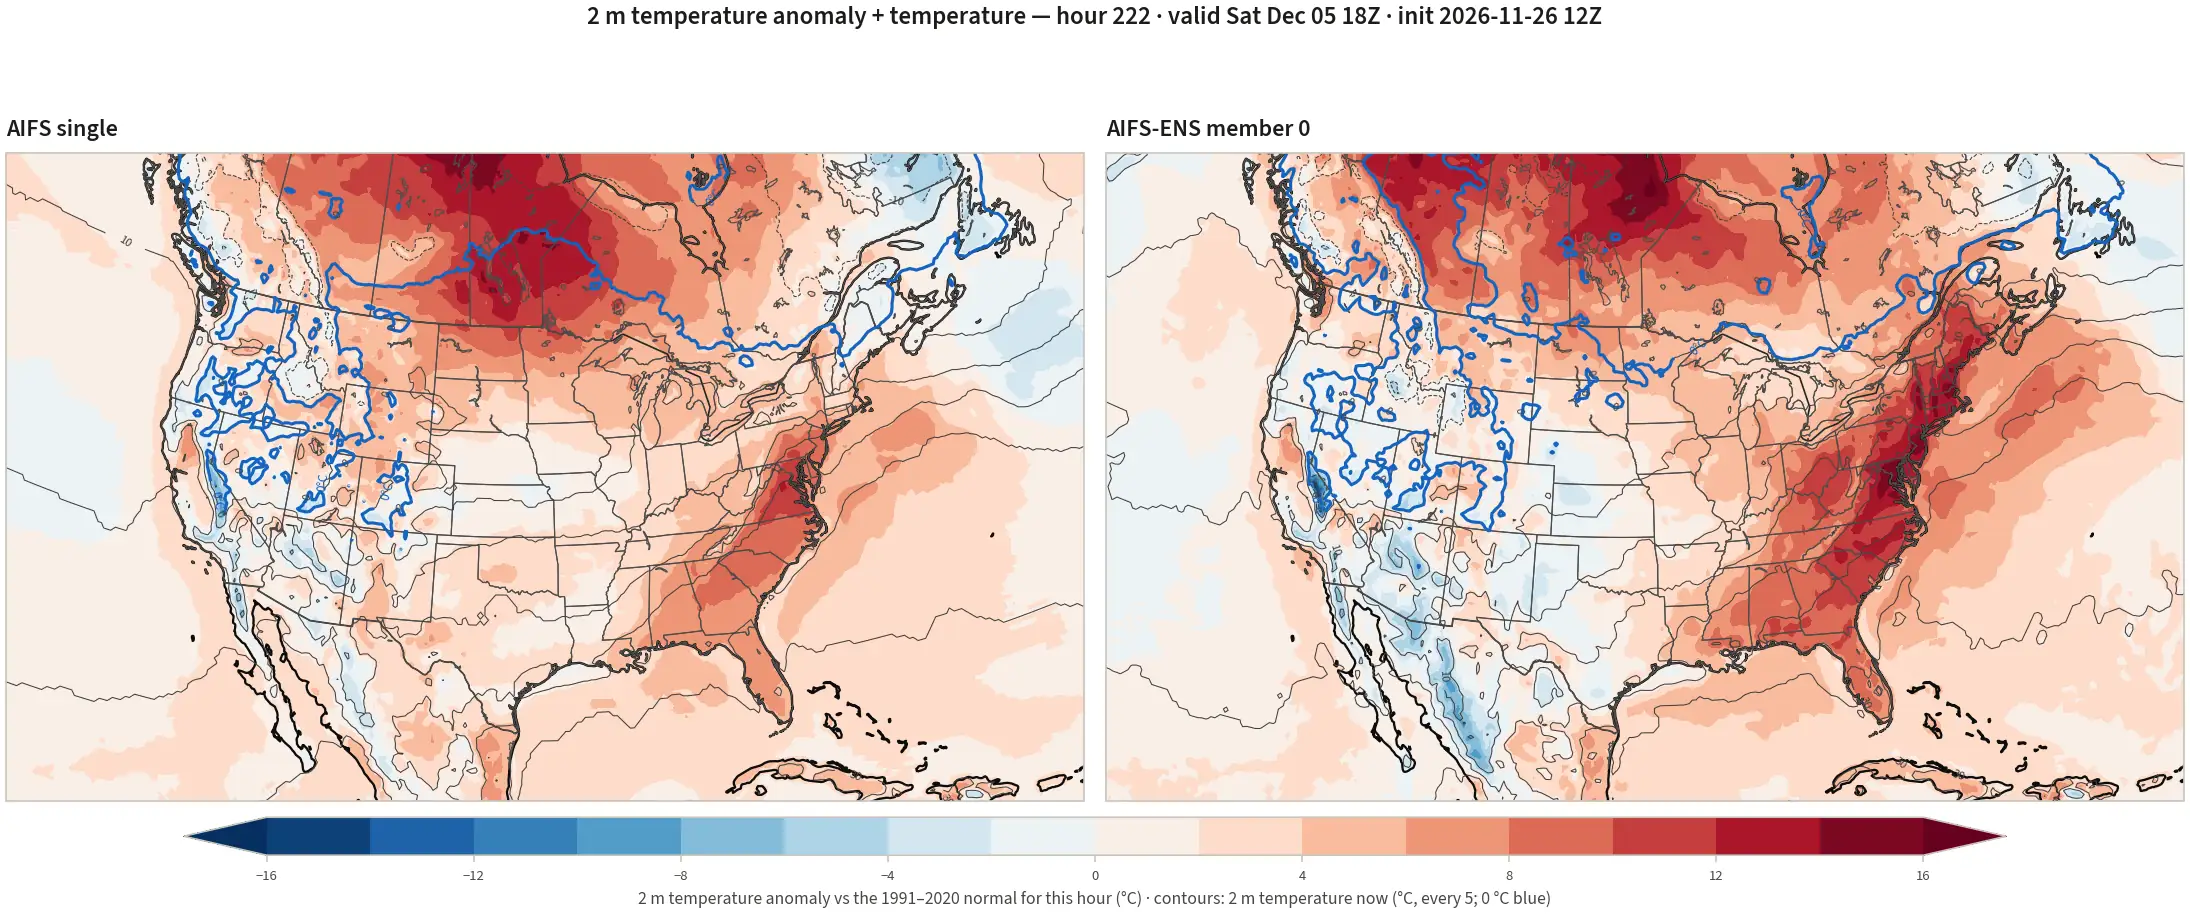 2 m temperature anomaly + temperature — hour 222 · valid Sat Dec 05 18Z · init 2026-11-26 12Z
AIFS single
AIFS-ENS member 0
10
−16
−12
−8
−4
0
4
8
12
16
2 m temperature anomaly vs the 1991–2020 normal for this hour (°C) · contours: 2 m temperature now (°C, every 5; 0 °C blue)